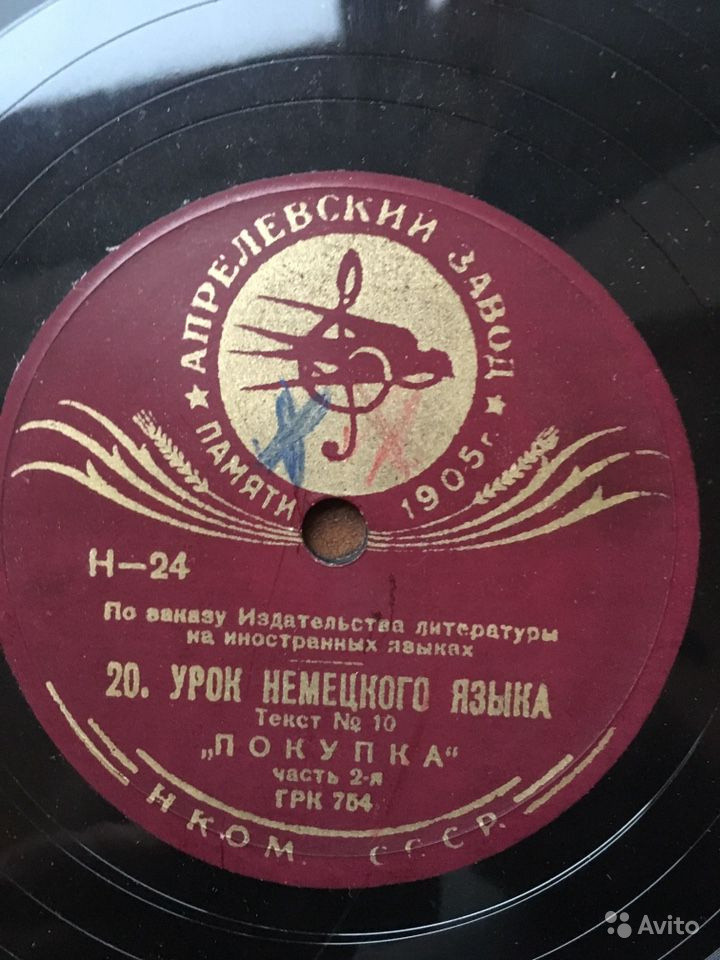 ★ АПРЕЛЕВСКИЙ ЗАВОД ★
ПАМЯТИ 1905 г.
Н—24
По заказу Издательства литературы
на иностранных языках
20. УРОК НЕМЕЦКОГО ЯЗЫКА
Текст № 10
„ПОКУПКА“
часть 2-я
ГРК 754
Н.КОМ. СССР.
Avito